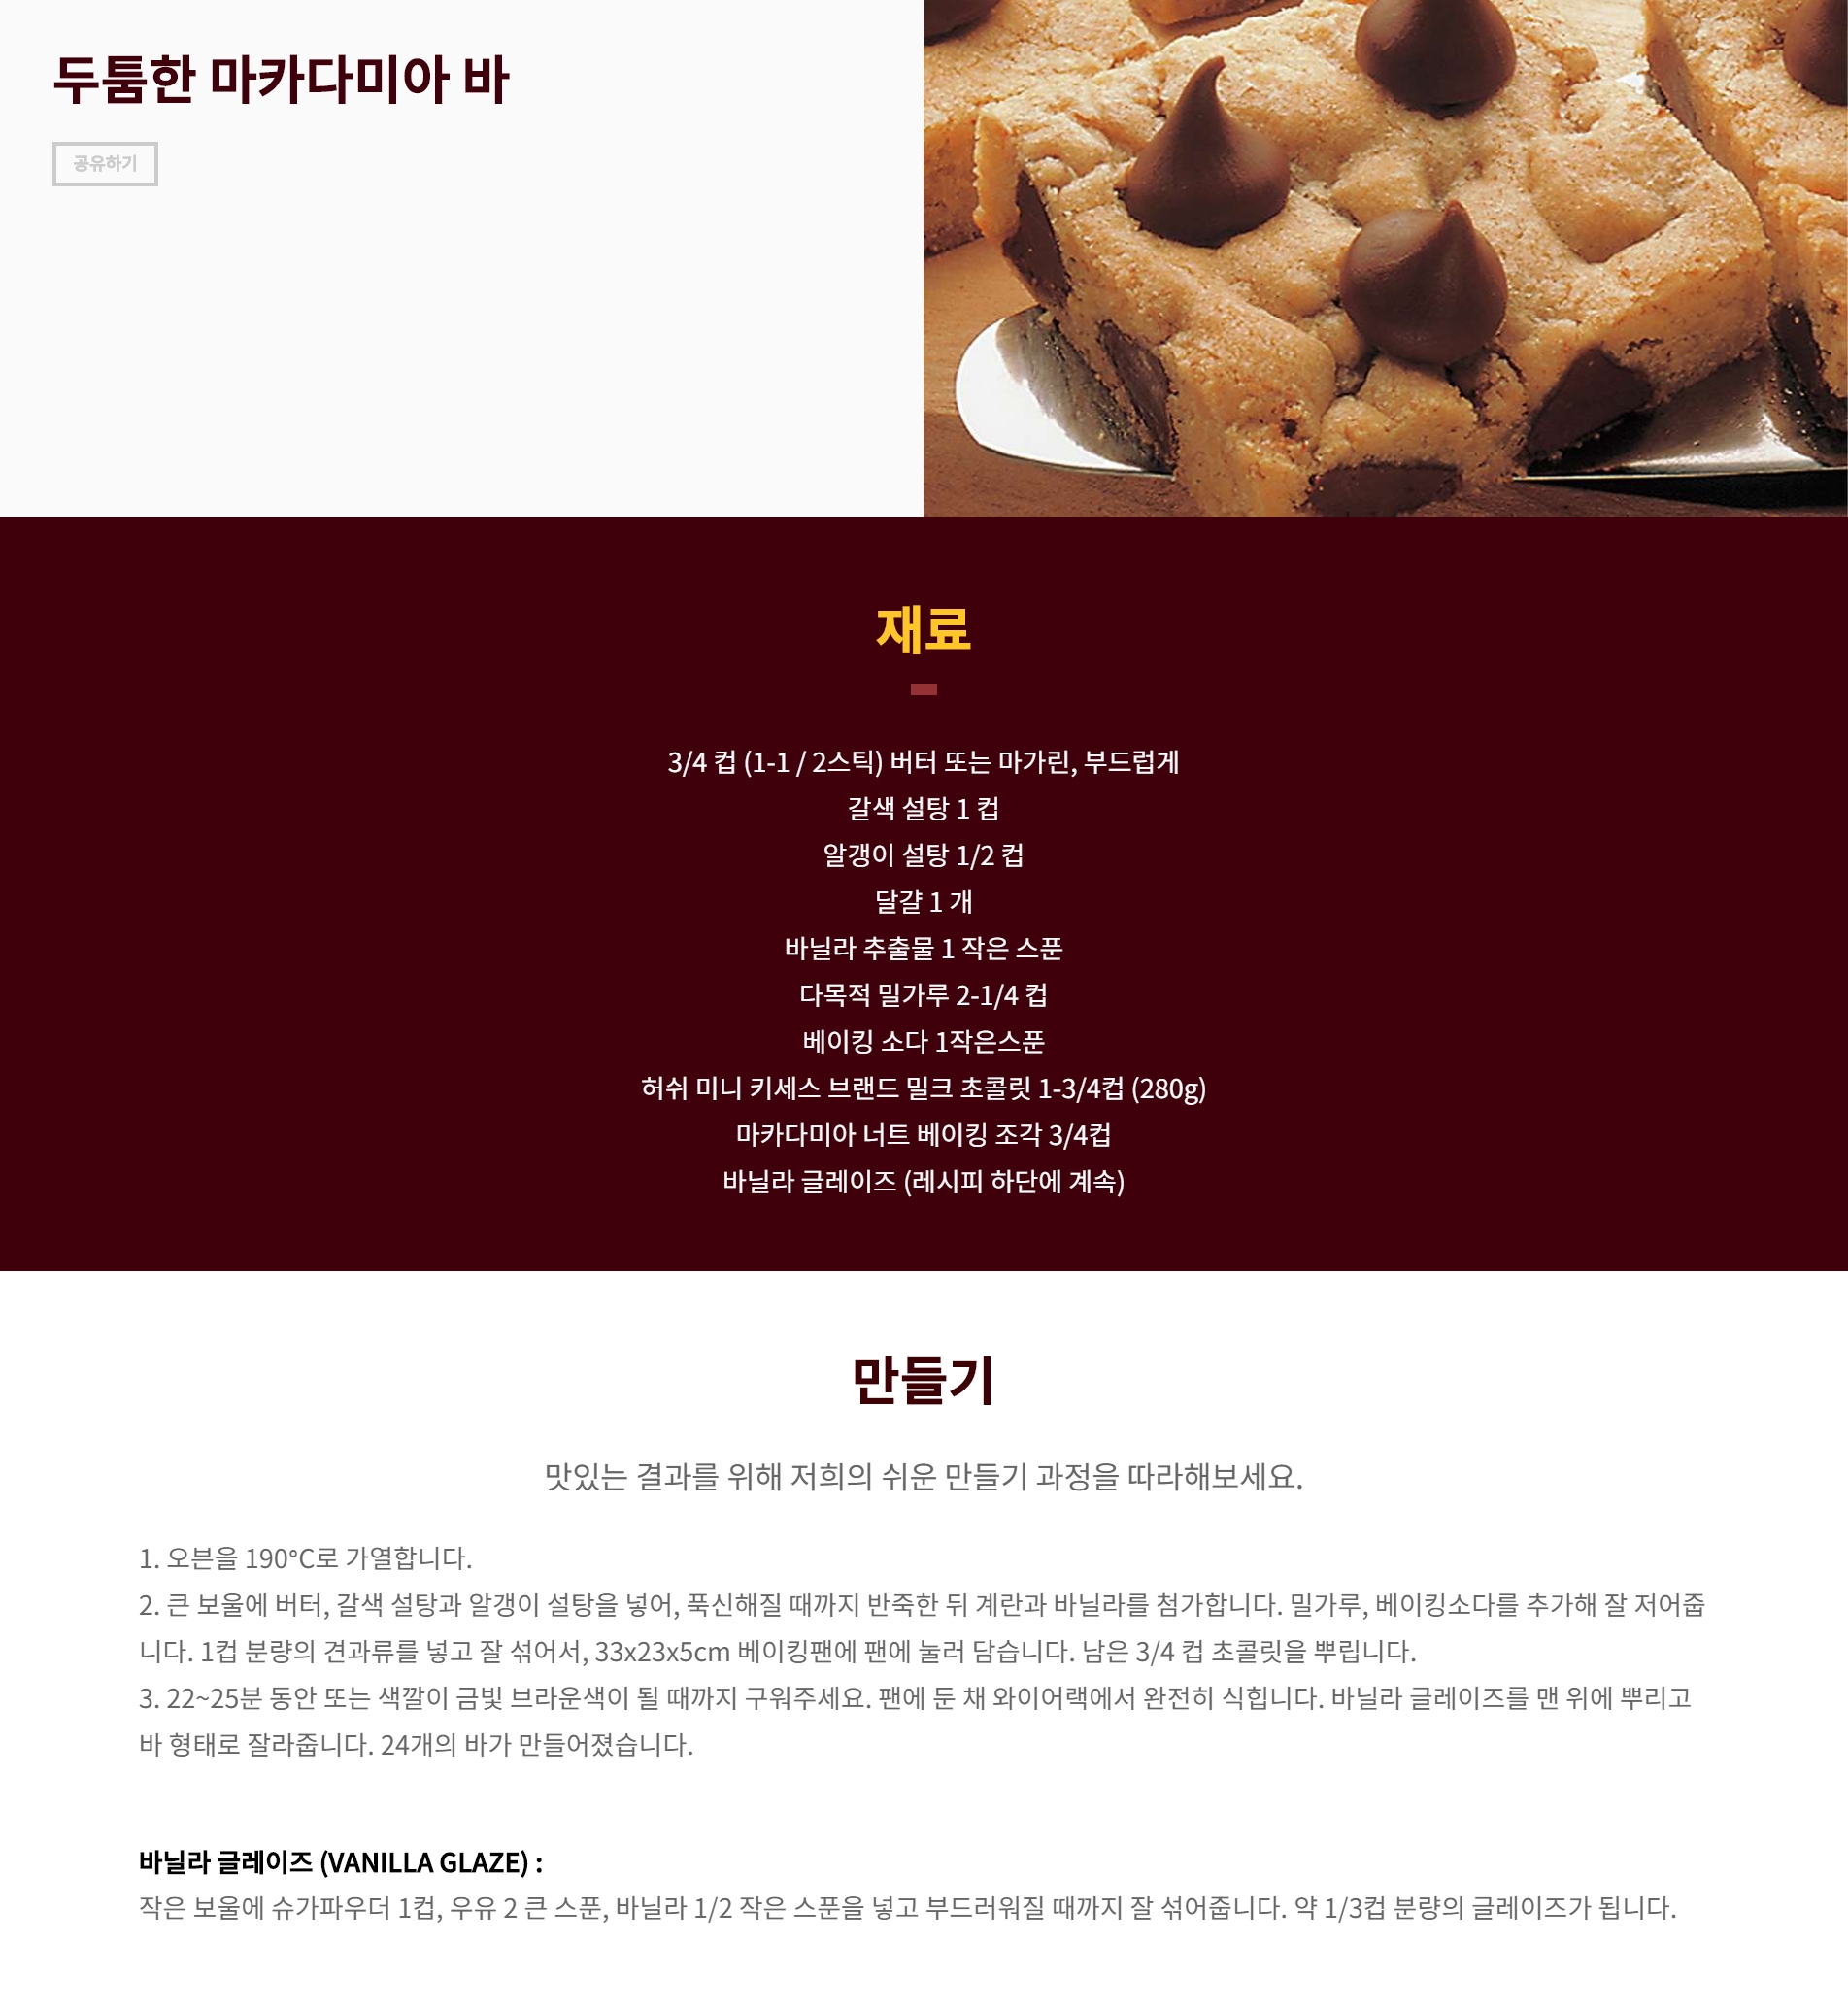 두툼한 마카다미아 바
공유하기
재료
3/4 컵 (1-1 / 2스틱) 버터 또는 마가린, 부드럽게
갈색 설탕 1 컵
알갱이 설탕 1/2 컵
달걀 1 개
바닐라 추출물 1 작은 스푼
다목적 밀가루 2-1/4 컵
베이킹 소다 1작은스푼
허쉬 미니 키세스 브랜드 밀크 초콜릿 1-3/4컵 (280g)
마카다미아 너트 베이킹 조각 3/4컵
바닐라 글레이즈 (레시피 하단에 계속)
만들기
맛있는 결과를 위해 저희의 쉬운 만들기 과정을 따라해보세요.
1. 오븐을 190°C로 가열합니다.
2. 큰 보울에 버터, 갈색 설탕과 알갱이 설탕을 넣어, 푹신해질 때까지 반죽한 뒤 계란과 바닐라를 첨가합니다. 밀가루, 베이킹소다를 추가해 잘 저어줍
니다. 1컵 분량의 견과류를 넣고 잘 섞어서, 33x23x5cm 베이킹팬에 팬에 눌러 담습니다. 남은 3/4 컵 초콜릿을 뿌립니다.
3. 22~25분 동안 또는 색깔이 금빛 브라운색이 될 때까지 구워주세요. 팬에 둔 채 와이어랙에서 완전히 식힙니다. 바닐라 글레이즈를 맨 위에 뿌리고
바 형태로 잘라줍니다. 24개의 바가 만들어졌습니다.
바닐라 글레이즈 (VANILLA GLAZE) :
작은 보울에 슈가파우더 1컵, 우유 2 큰 스푼, 바닐라 1/2 작은 스푼을 넣고 부드러워질 때까지 잘 섞어줍니다. 약 1/3컵 분량의 글레이즈가 됩니다.